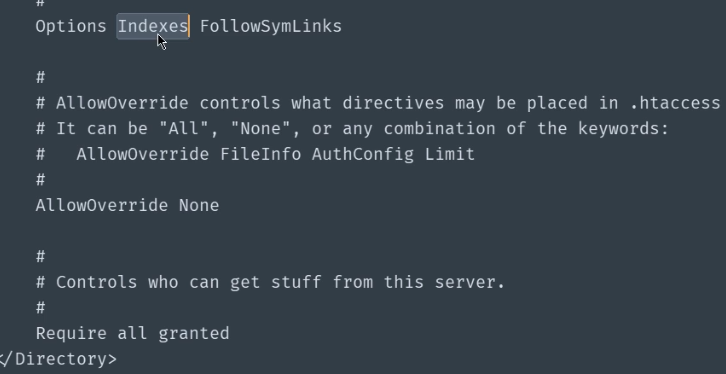 #
Options Indexes FollowSymLinks
#
# AllowOverride controls what directives may be placed in .htaccess
# It can be "All", "None", or any combination of the keywords:
#   AllowOverride FileInfo AuthConfig Limit
#
AllowOverride None
#
# Controls who can get stuff from this server.
#
Require all granted
</Directory>